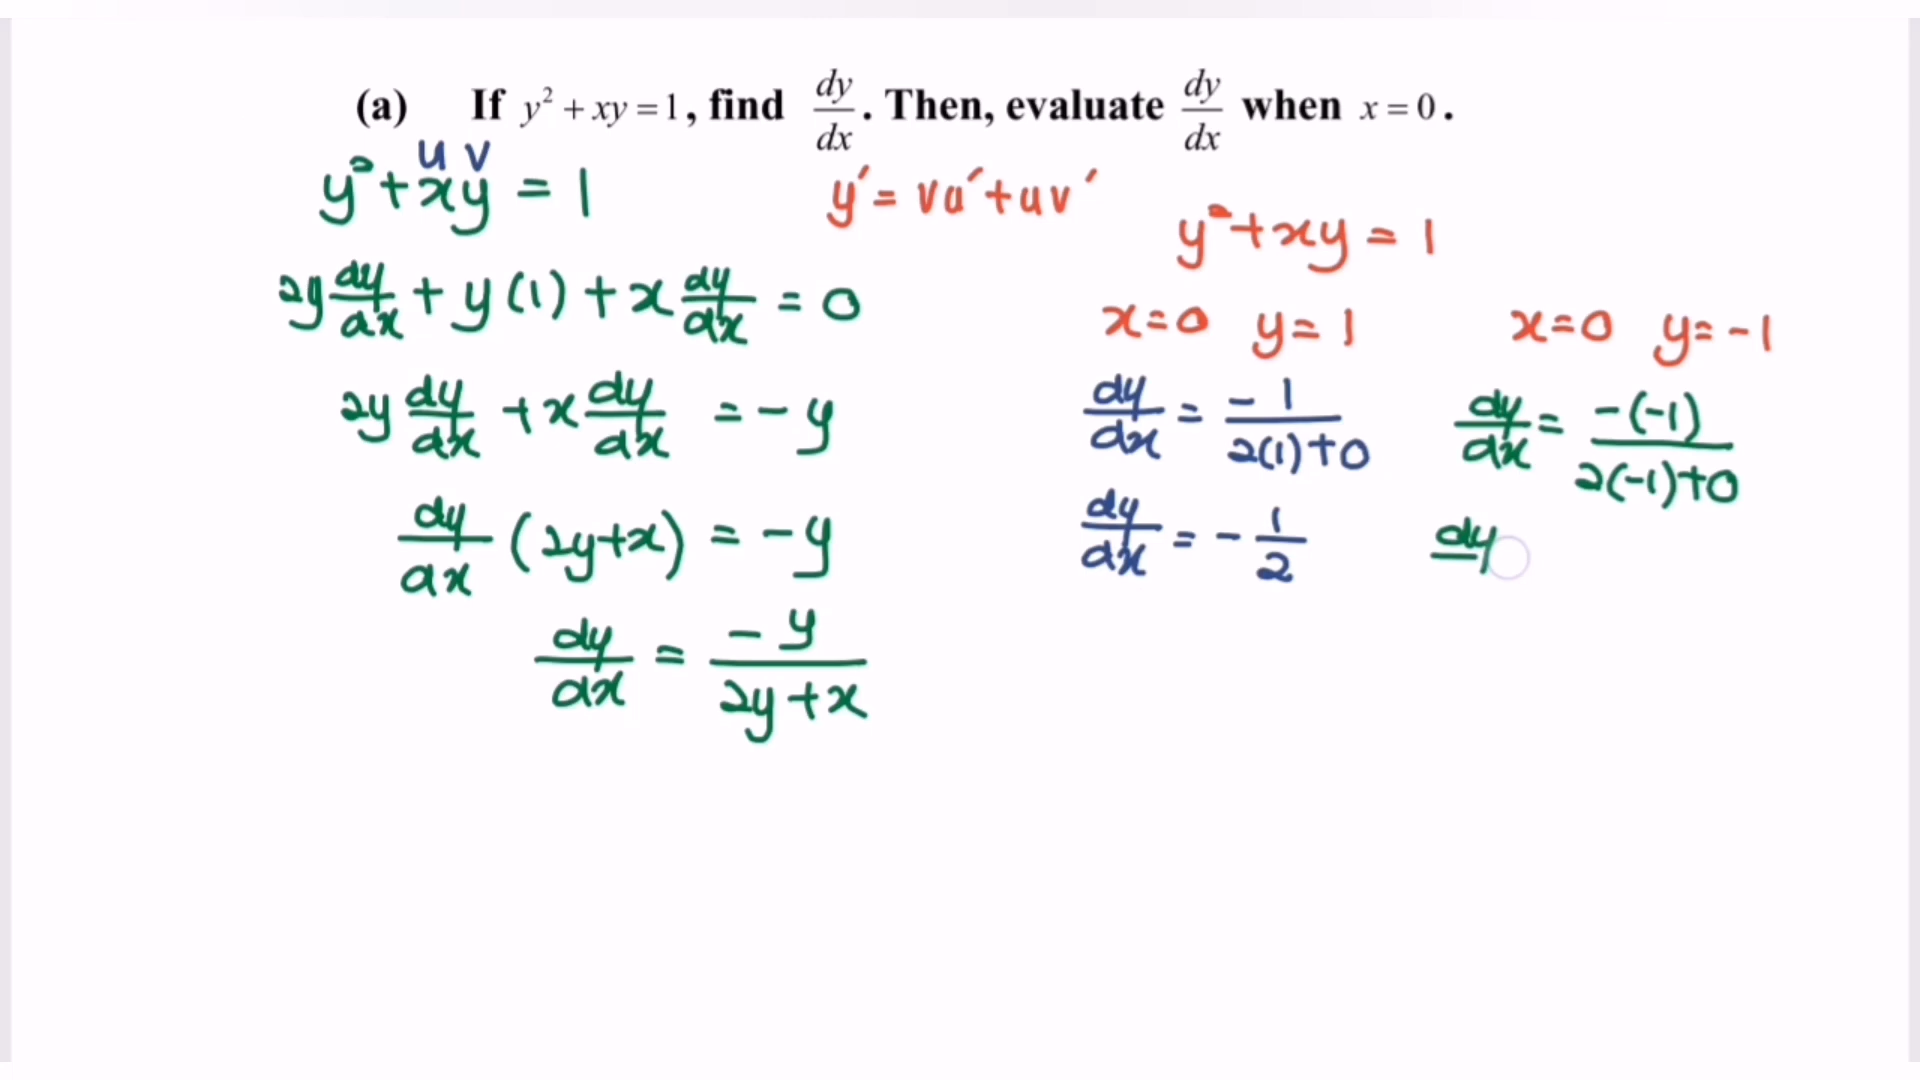 (a) If y² + xy = 1, find dy/dx. Then, evaluate dy/dx when x = 0.
u v
y² + xy = 1
y' = vu' + uv'
2y dy/dx + y(1) + x dy/dx = 0
2y dy/dx + x dy/dx = -y
dy/dx (2y+x) = -y
dy/dx = -y/(2y+x)
y² + xy = 1
x=0 y=1
dy/dx = -1/(2(1)+0)
dy/dx = -1/2
x=0 y=-1
dy/dx = -(-1)/(2(-1)+0)
dy